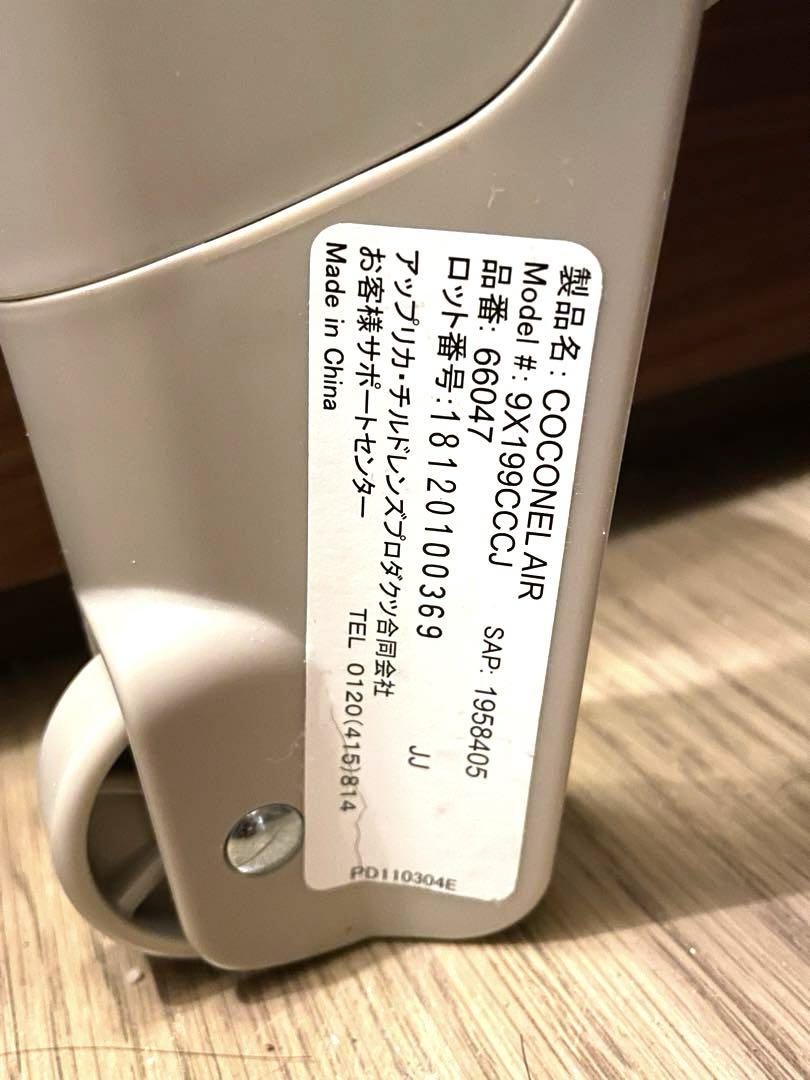 製品名: COCONEL AIR
Model #: 9X199CCCJ
品番: 66047 SAP: 1958405
ロット番号:18120100369 JJ
アップリカ・チルドレンズプロダクツ合同会社
お客様サポートセンター TEL 0120(415)814
Made in China
PD110304E